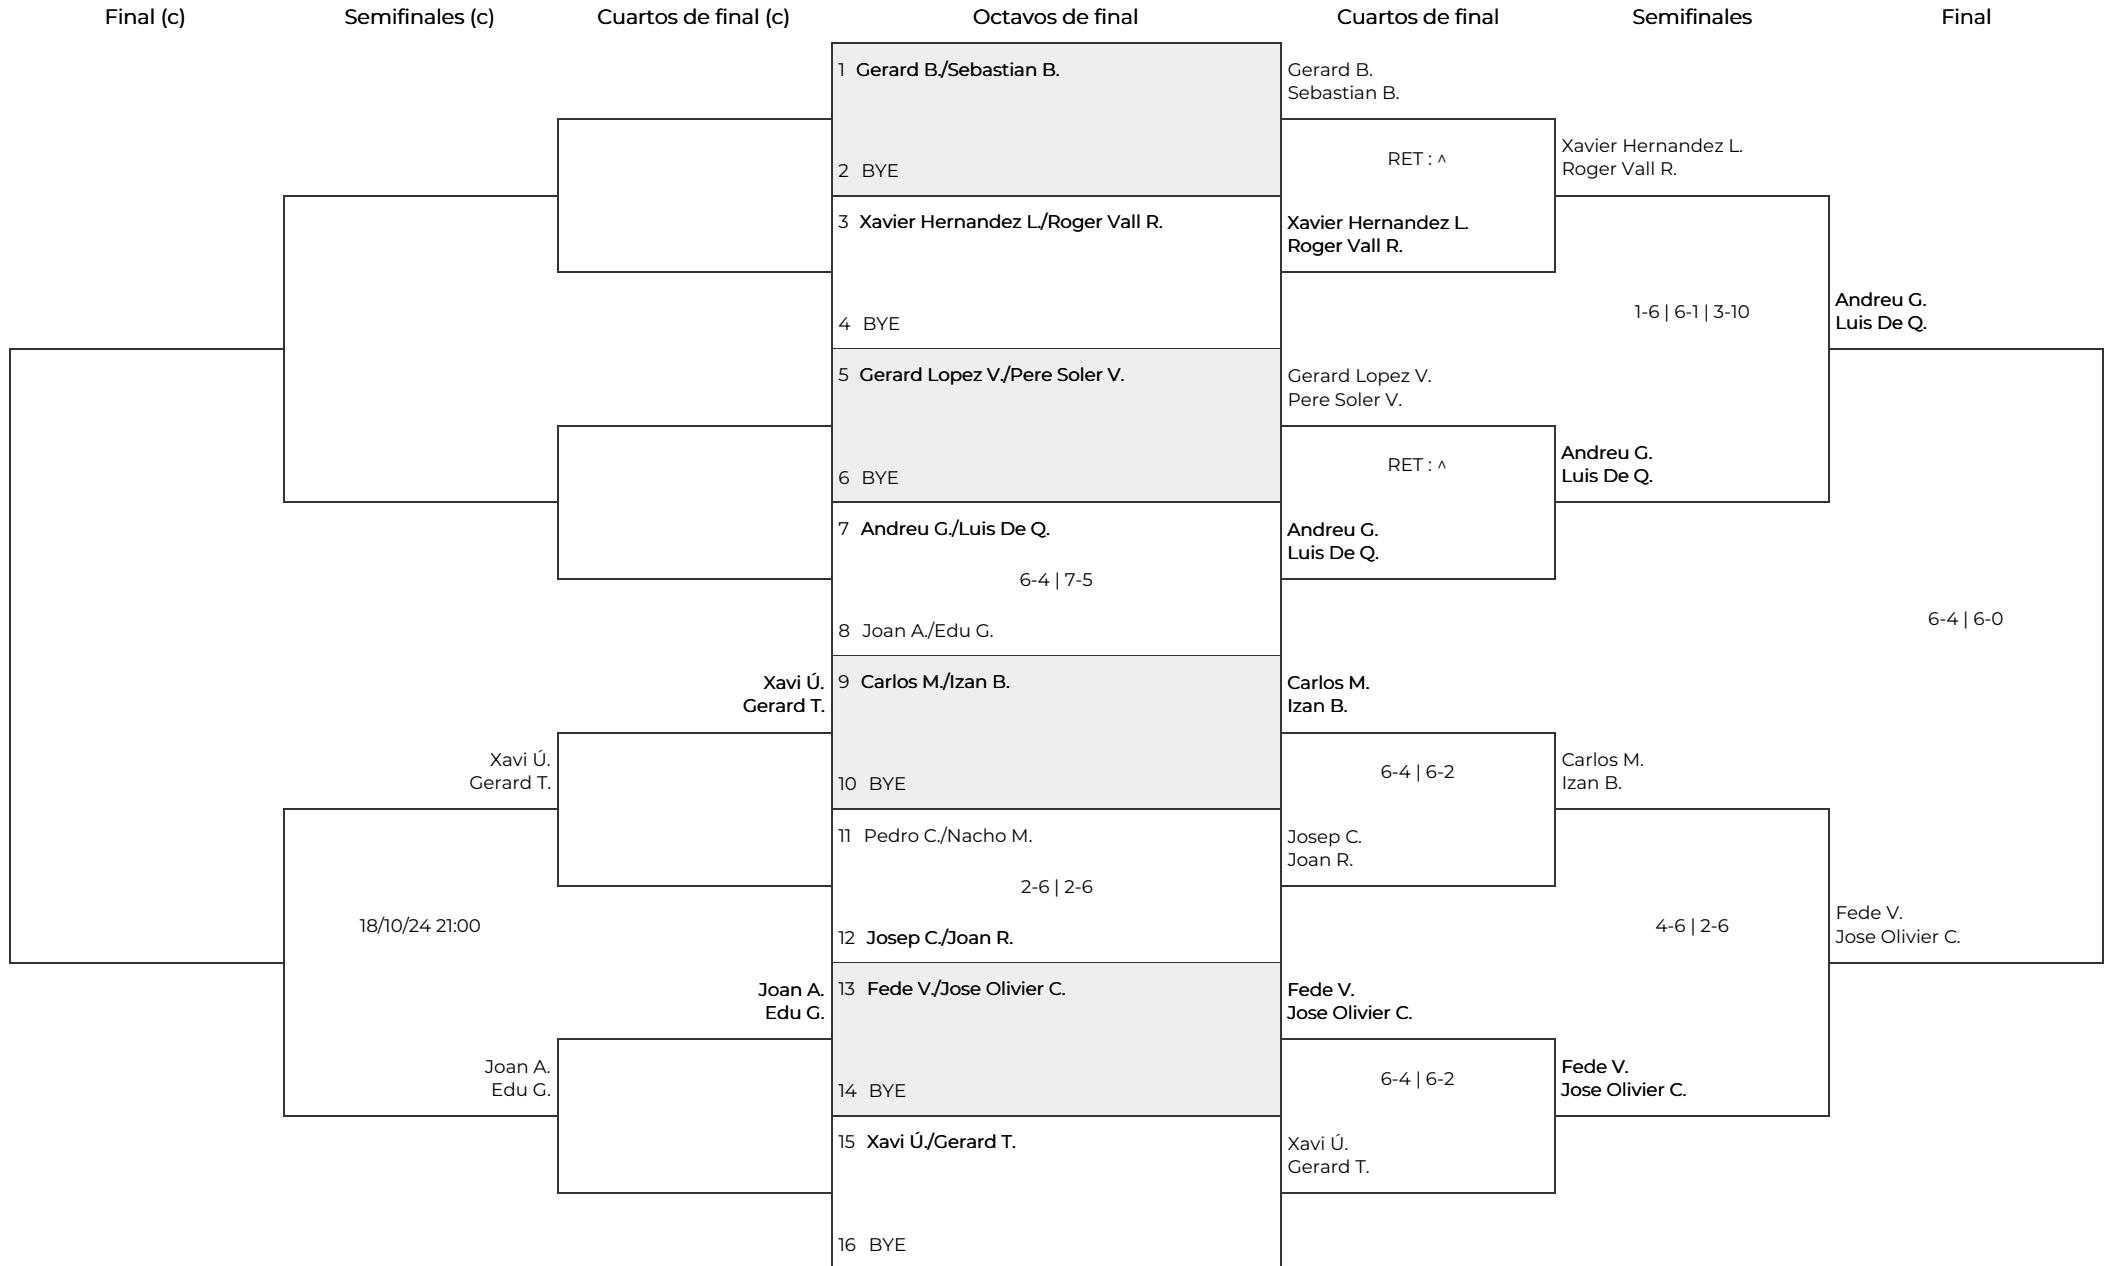 Final (c)
Semifinales (c)
Cuartos de final (c)
Octavos de final
Cuartos de final
Semifinales
Final
Xavi Ú.
Gerard T.
Joan A.
Edu G.
18/10/24 21:00
Xavi Ú.
Gerard T.
Joan A.
Edu G.
1 Gerard B./Sebastian B.
2 BYE
3 Xavier Hernandez L./Roger Vall R.
4 BYE
5 Gerard Lopez V./Pere Soler V.
6 BYE
7 Andreu G./Luis De Q.
6-4 | 7-5
8 Joan A./Edu G.
9 Carlos M./Izan B.
10 BYE
11 Pedro C./Nacho M.
2-6 | 2-6
12 Josep C./Joan R.
13 Fede V./Jose Olivier C.
14 BYE
15 Xavi Ú./Gerard T.
16 BYE
Gerard B.
Sebastian B.
RET : ^
Xavier Hernandez L.
Roger Vall R.
Gerard Lopez V.
Pere Soler V.
RET : ^
Andreu G.
Luis De Q.
Carlos M.
Izan B.
6-4 | 6-2
Josep C.
Joan R.
Fede V.
Jose Olivier C.
6-4 | 6-2
Xavi Ú.
Gerard T.
Xavier Hernandez L.
Roger Vall R.
1-6 | 6-1 | 3-10
Andreu G.
Luis De Q.
Carlos M.
Izan B.
4-6 | 2-6
Fede V.
Jose Olivier C.
Andreu G.
Luis De Q.
6-4 | 6-0
Fede V.
Jose Olivier C.